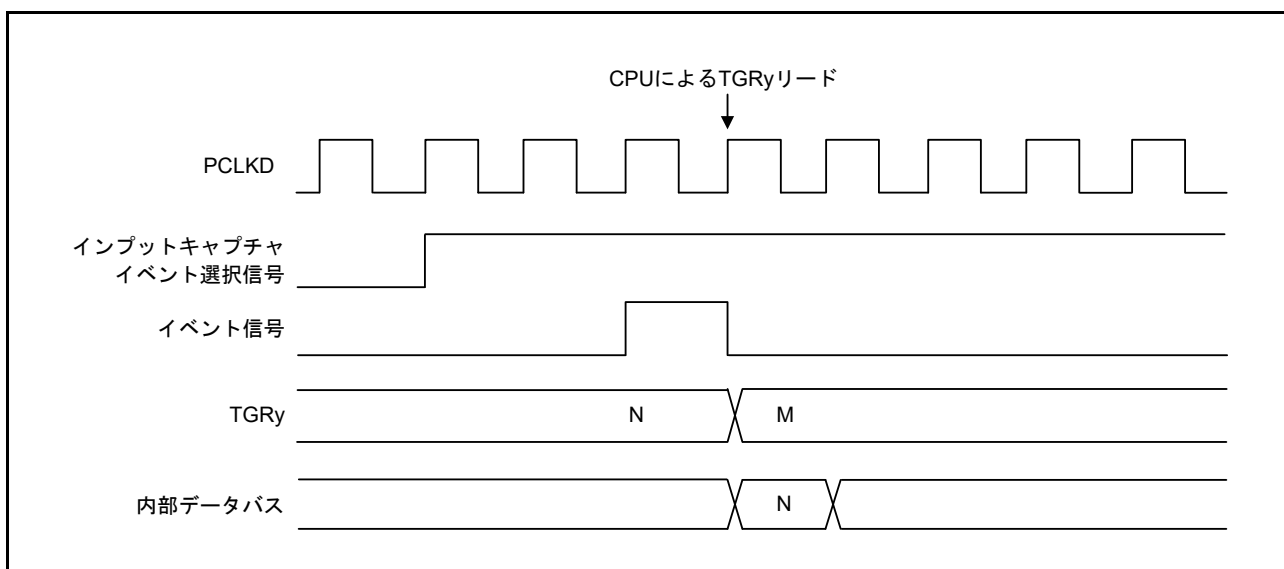 CPUによるTGRyリード
PCLKD
インプットキャプチャ
イベント選択信号
イベント信号
TGRy
N
M
内部データバス
N